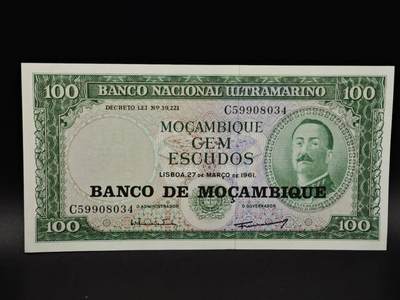 100 BANCO NACIONAL ULTRAMARINO 100
DECRETO LEI Nº 39.221
C59908034
MOÇAMBIQUE
CEM
ESCUDOS
LISBOA, 27 DE MARÇO DE 1961.
BANCO DE MOÇAMBIQUE
C59908034
O ADMINISTRADOR
O GOVERNADOR
100 100